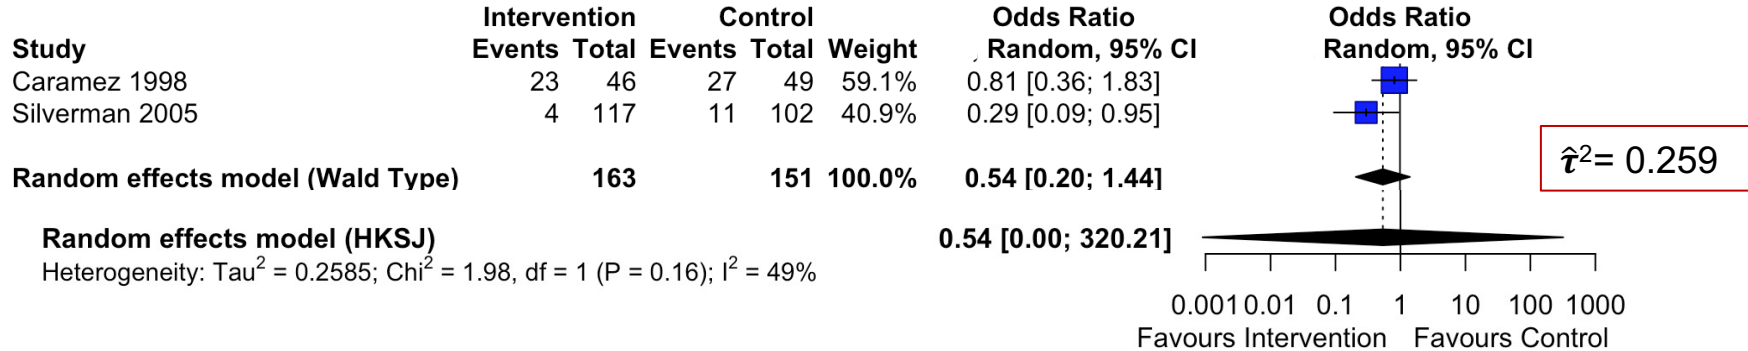 Intervention Control Odds Ratio Odds Ratio
Study Events Total Events Total Weight , Random, 95% CI Random, 95% CI
Caramez 1998 23 46 27 49 59.1% 0.81 [0.36; 1.83]
Silverman 2005 4 117 11 102 40.9% 0.29 [0.09; 0.95]
τ̂²= 0.259
Random effects model (Wald Type) 163 151 100.0% 0.54 [0.20; 1.44]
Random effects model (HKSJ) 0.54 [0.00; 320.21]
Heterogeneity: Tau² = 0.2585; Chi² = 1.98, df = 1 (P = 0.16); I² = 49%
0.001 0.01 0.1 1 10 100 1000
Favours Intervention Favours Control